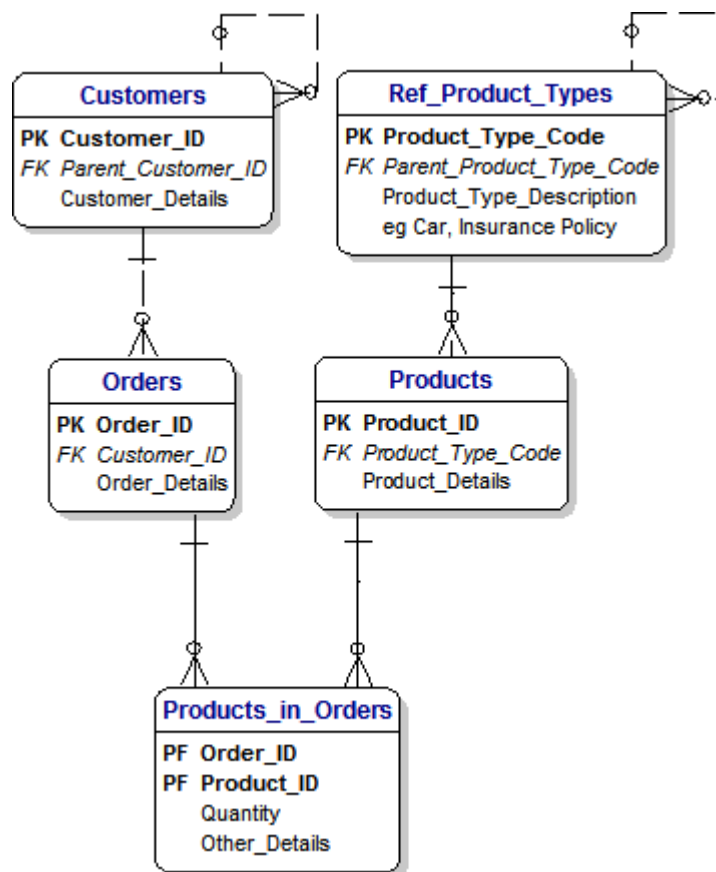 Customers
PK Customer_ID
FK Parent_Customer_ID
Customer_Details
Ref_Product_Types
PK Product_Type_Code
FK Parent_Product_Type_Code
Product_Type_Description
eg Car, Insurance Policy
Orders
PK Order_ID
FK Customer_ID
Order_Details
Products
PK Product_ID
FK Product_Type_Code
Product_Details
Products_in_Orders
PF Order_ID
PF Product_ID
Quantity
Other_Details